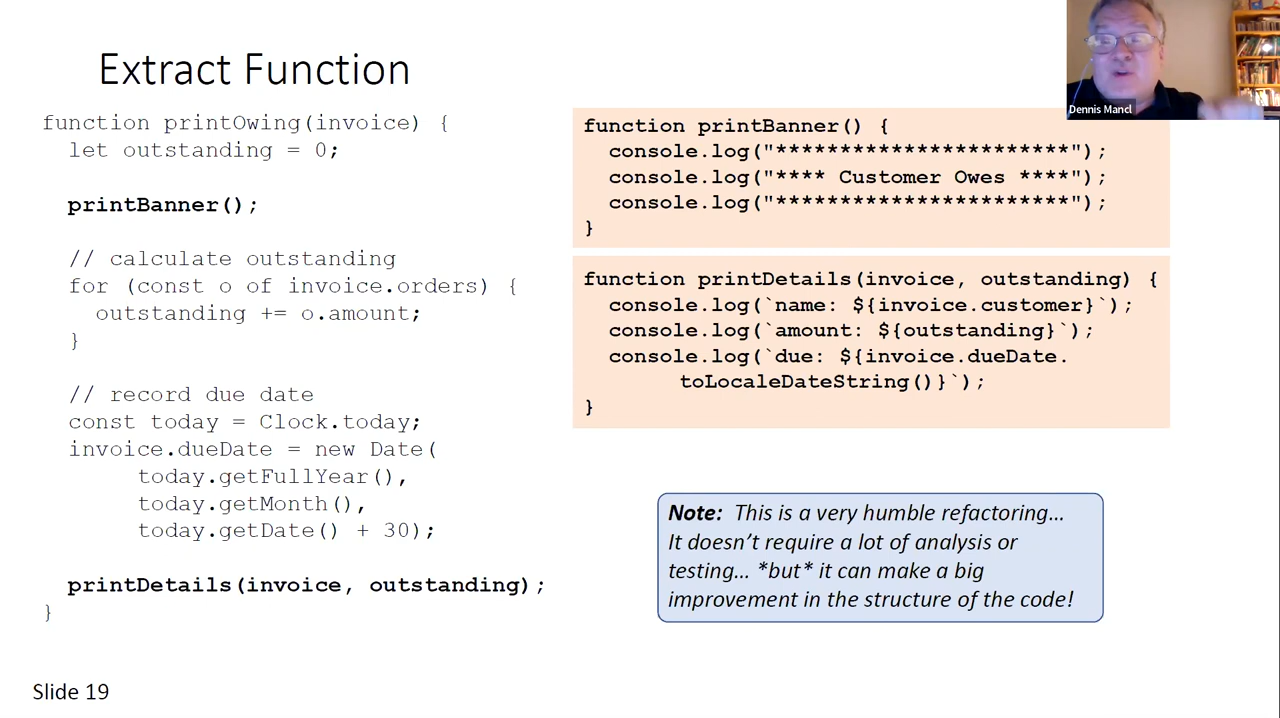 Extract Function
function printOwing(invoice) {
let outstanding = 0;
printBanner();
// calculate outstanding
for (const o of invoice.orders) {
outstanding += o.amount;
}
// record due date
const today = Clock.today;
invoice.dueDate = new Date(
today.getFullYear(),
today.getMonth(),
today.getDate() + 30);
printDetails(invoice, outstanding);
}
function printBanner() {
console.log("***********************");
console.log("**** Customer Owes ****");
console.log("***********************");
}
function printDetails(invoice, outstanding) {
console.log(`name: ${invoice.customer}`);
console.log(`amount: ${outstanding}`);
console.log(`due: ${invoice.dueDate.
toLocaleDateString()}`);
}
Note: This is a very humble refactoring…
It doesn't require a lot of analysis or
testing… *but* it can make a big
improvement in the structure of the code!
Dennis Mancl
Slide 19